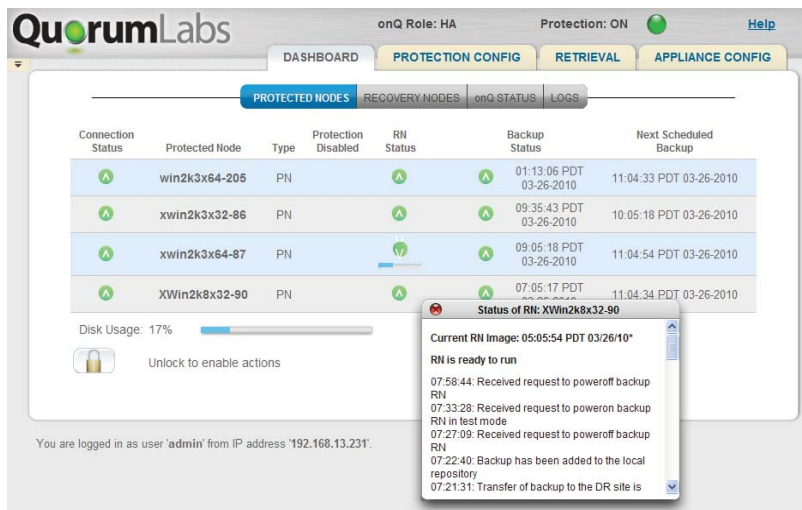 QuorumLabs
onQ Role: HA
Protection: ON
Help
DASHBOARD
PROTECTION CONFIG
RETRIEVAL
APPLIANCE CONFIG
PROTECTED NODES
RECOVERY NODES
onQ STATUS
LOGS
Connection Status
Protected Node
Type
Protection Disabled
RN Status
Backup Status
Next Scheduled Backup
win2k3x64-205 PN 01:13:06 PDT 03-26-2010 11:04:33 PDT 03-26-2010
xwin2k3x32-86 PN 09:35:43 PDT 03-26-2010 10:05:18 PDT 03-26-2010
xwin2k3x64-87 PN 09:05:18 PDT 03-26-2010 11:04:54 PDT 03-26-2010
XWin2k8x32-90 PN 07:05:17 PDT 11:04:34 PDT 03-26-2010
Disk Usage: 17%
Unlock to enable actions
Status of RN: XWin2k8x32-90
Current RN Image: 05:05:54 PDT 03/26/10*
RN is ready to run
07:58:44: Received request to poweroff backup
RN
07:33:28: Received request to poweron backup
RN in test mode
07:27:09: Received request to poweroff backup
RN
07:22:40: Backup has been added to the local
repository
07:21:31: Transfer of backup to the DR site is
You are logged in as user 'admin' from IP address '192.168.13.231'.